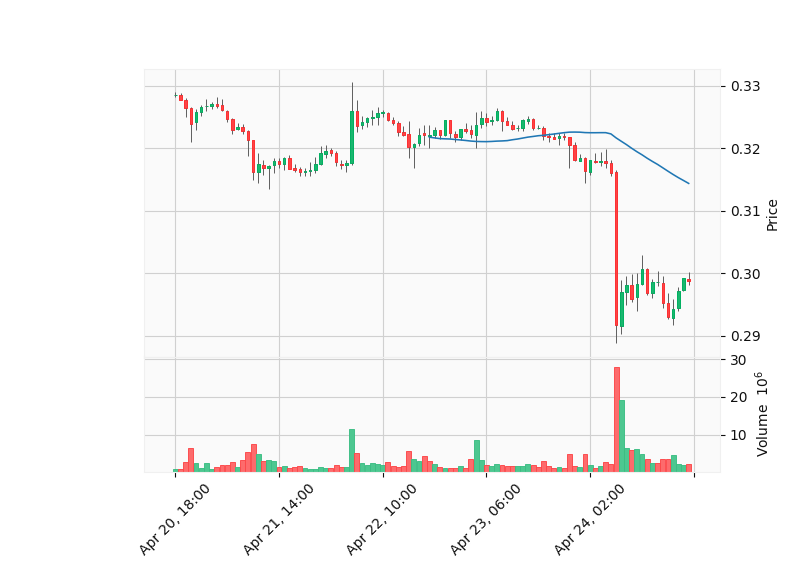 0.33
0.32
0.31
0.30
0.29
Price
30
20
10
Volume 10^6
Apr 20, 18:00
Apr 21, 14:00
Apr 22, 10:00
Apr 23, 06:00
Apr 24, 02:00